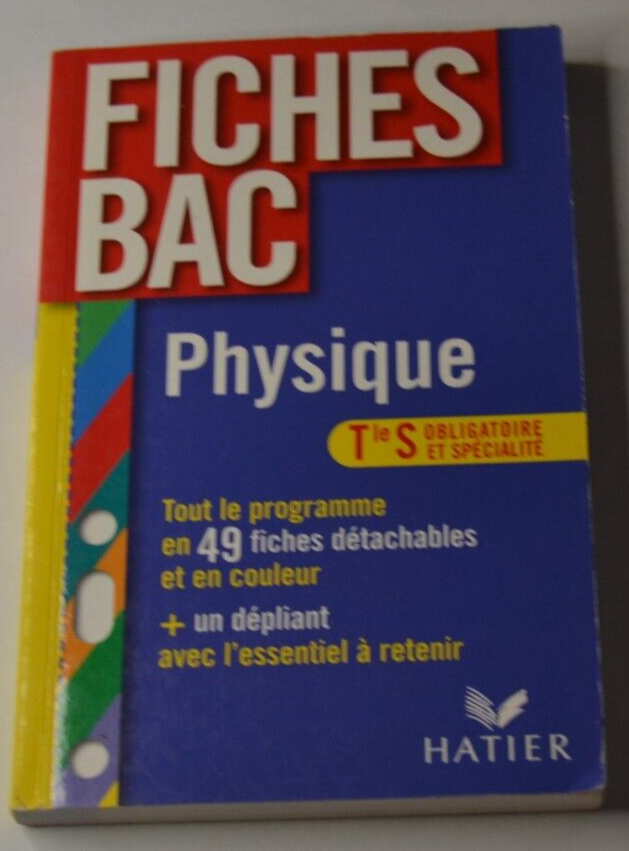 FICHES
BAC
Physique
Tle S OBLIGATOIRE
ET SPÉCIALITÉ
Tout le programme
en 49 fiches détachables
et en couleur
+ un dépliant
avec l'essentiel à retenir
HATIER